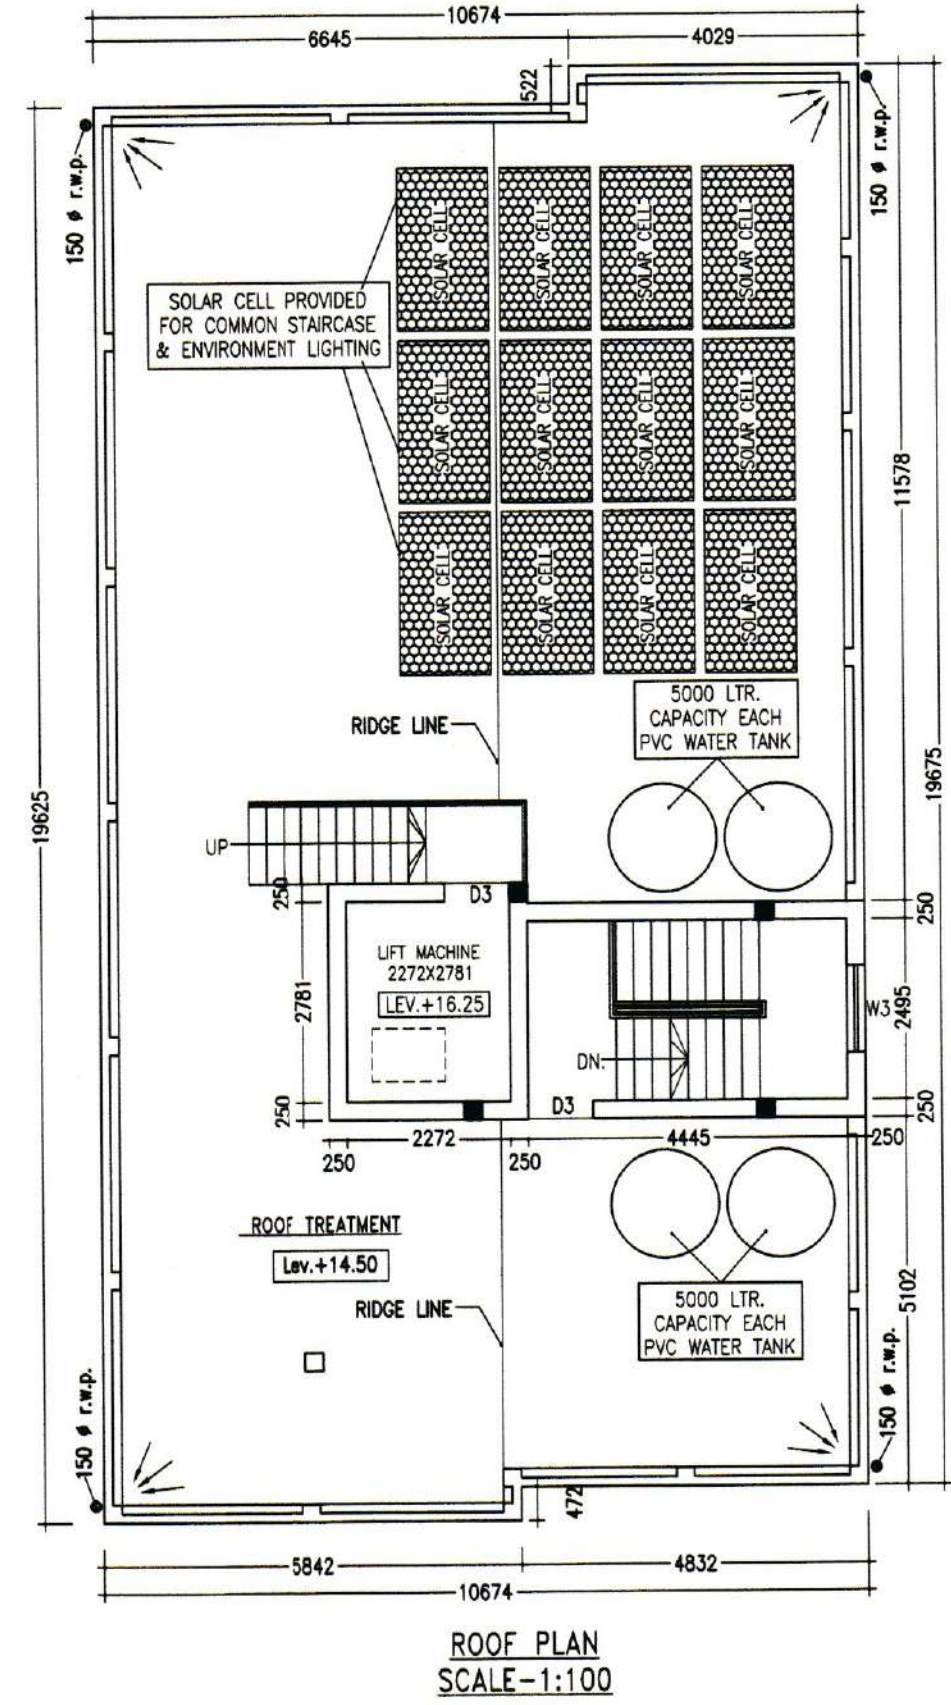 10674
6645
4029
522
150 ø r.w.p.
150 ø r.w.p.
SOLAR CELL
SOLAR CELL
SOLAR CELL
SOLAR CELL
SOLAR CELL PROVIDED
FOR COMMON STAIRCASE
& ENVIRONMENT LIGHTING
SOLAR CELL
SOLAR CELL
SOLAR CELL
SOLAR CELL
11578
SOLAR CELL
SOLAR CELL
SOLAR CELL
SOLAR CELL
5000 LTR.
CAPACITY EACH
PVC WATER TANK
RIDGE LINE
19675
19625
UP
250
D3
250
LIFT MACHINE
2272X2781
LEV.+16.25
2781
W3
2495
DN.
250
D3
250
2272
4445
250
250
250
ROOF TREATMENT
Lev.+14.50
RIDGE LINE
5000 LTR.
CAPACITY EACH
PVC WATER TANK
5102
150 ø r.w.p.
150 ø r.w.p.
472
5842
4832
10674
ROOF PLAN
SCALE-1:100